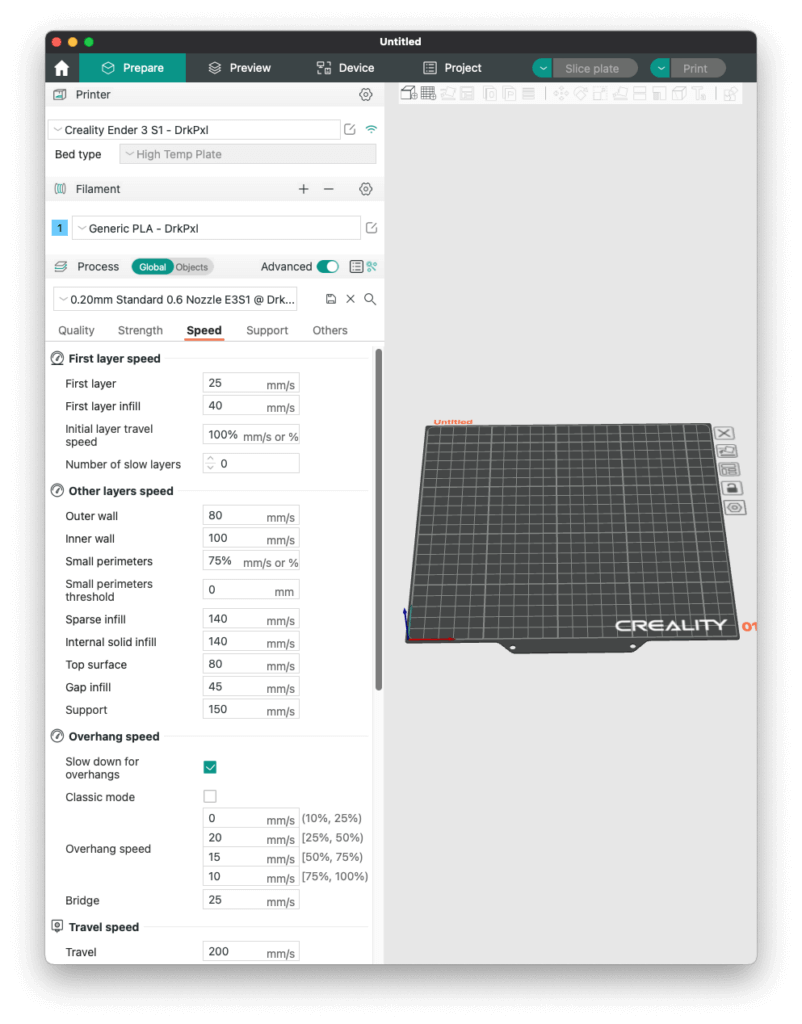 Untitled
Prepare
Preview
Device
Project
Slice plate
Print
Printer
Creality Ender 3 S1 - DrkPxl
Bed type
High Temp Plate
Filament
1
Generic PLA - DrkPxl
Process
Global
Objects
Advanced
0.20mm Standard 0.6 Nozzle E3S1 @ Drk...
Quality
Strength
Speed
Support
Others
First layer speed
First layer 25 mm/s
First layer infill 40 mm/s
Initial layer travel
speed
100% mm/s or %
Number of slow layers 0
Other layers speed
Outer wall 80 mm/s
Inner wall 100 mm/s
Small perimeters 75% mm/s or %
Small perimeters
threshold
0 mm
Sparse infill 140 mm/s
Internal solid infill 140 mm/s
Top surface 80 mm/s
Gap infill 45 mm/s
Support 150 mm/s
Overhang speed
Slow down for
overhangs
Classic mode
Overhang speed
0 mm/s (10%, 25%)
20 mm/s [25%, 50%)
15 mm/s [50%, 75%)
10 mm/s [75%, 100%)
Bridge 25 mm/s
Travel speed
Travel 200 mm/s
Untitled
CREALITY
01